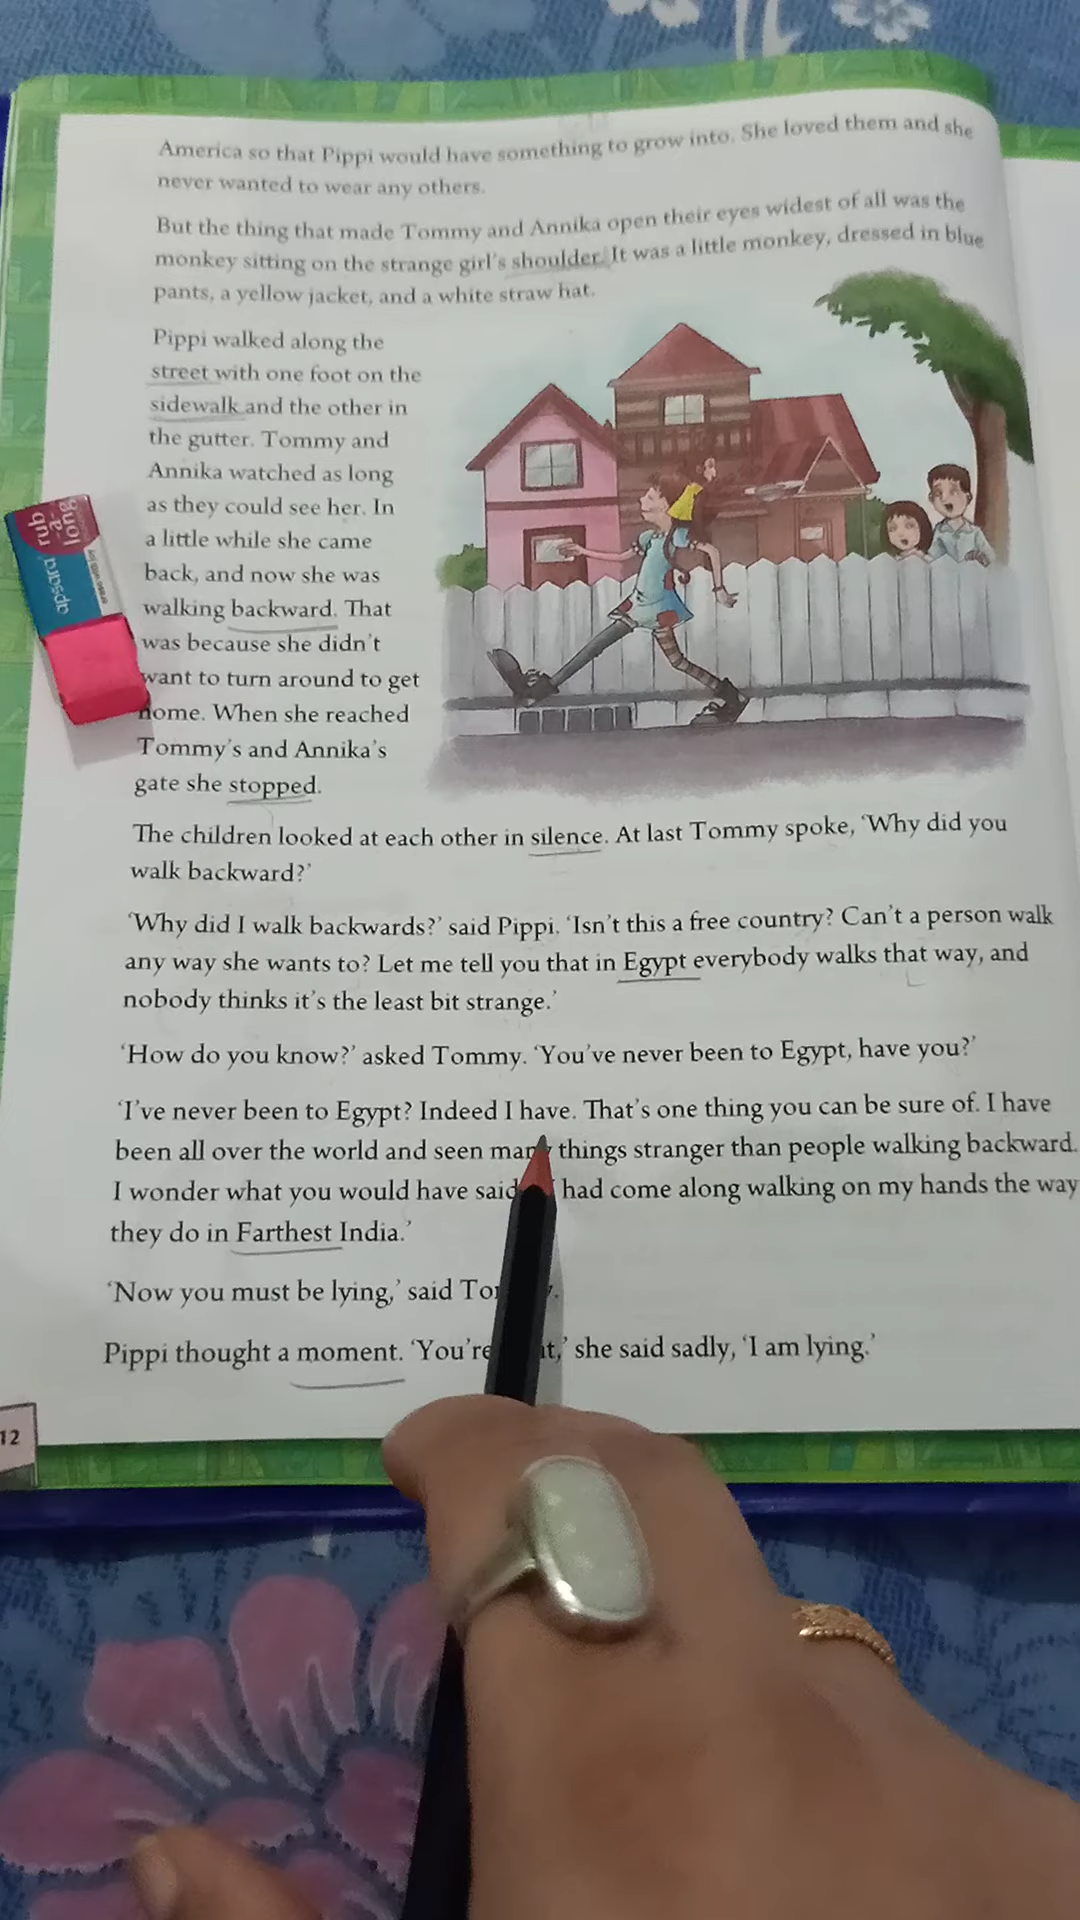 America so that Pippi would have something to grow into. She loved them and she
never wanted to wear any others.
But the thing that made Tommy and Annika open their eyes widest of all was the
monkey sitting on the strange girl's shoulder. It was a little monkey, dressed in blue
pants, a yellow jacket, and a white straw hat.
Pippi walked along the
street with one foot on the
sidewalk and the other in
the gutter. Tommy and
Annika watched as long
as they could see her. In
a little while she came
back, and now she was
walking backward. That
was because she didn't
want to turn around to get
home. When she reached
Tommy's and Annika's
gate she stopped.
apsara rub
-a-
long
The children looked at each other in silence. At last Tommy spoke, 'Why did you
walk backward?'
'Why did I walk backwards?' said Pippi. 'Isn't this a free country? Can't a person walk
any way she wants to? Let me tell you that in Egypt everybody walks that way, and
nobody thinks it's the least bit strange.'
'How do you know?' asked Tommy. 'You've never been to Egypt, have you?'
'I've never been to Egypt? Indeed I have. That's one thing you can be sure of. I have
been all over the world and seen many things stranger than people walking backward.
I wonder what you would have said had come along walking on my hands the way
they do in Farthest India.'
'Now you must be lying,' said
Pippi thought a moment. she said sadly, 'I am lying.'
12